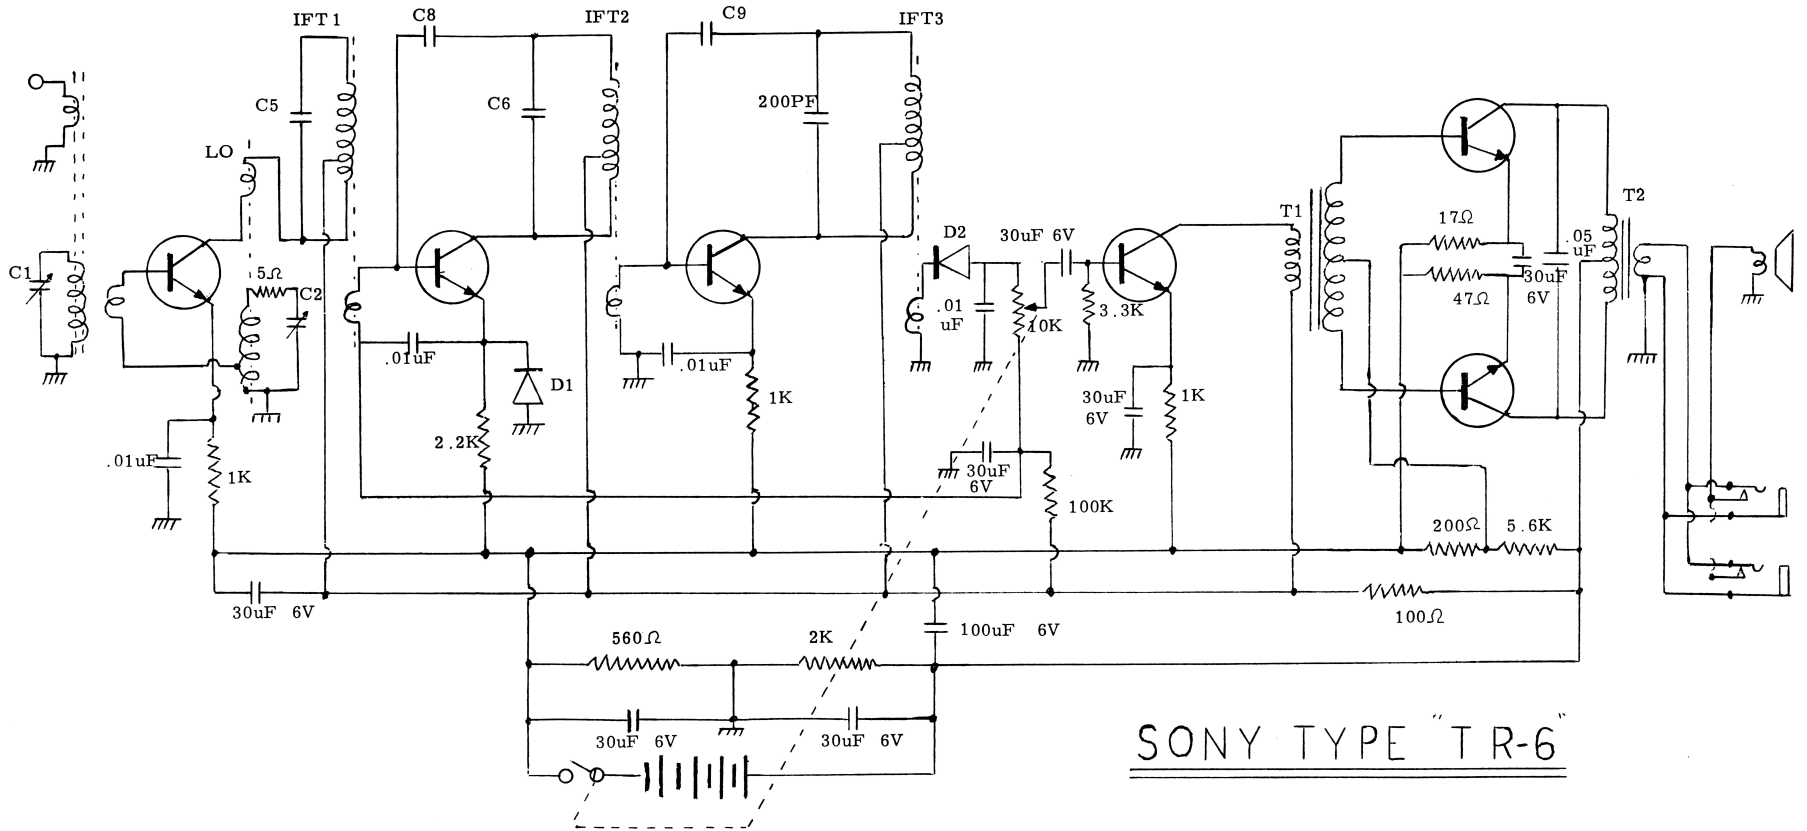 IFT1
C8
IFT2
C9
IFT3
C5
C6
200PF
LO
C1
5Ω
C2
D2
30uF 6V
T1
T2
17Ω
.05
uF
47Ω
30uF
6V
.01
uF
10K
3.3K
.01uF
D1
.01uF
1K
30uF
6V
1K
2.2K
.01uF
1K
30uF
6V
100K
200Ω
5.6K
30uF 6V
100Ω
560Ω
2K
100uF 6V
30uF 6V
30uF 6V
SONY TYPE "TR-6"